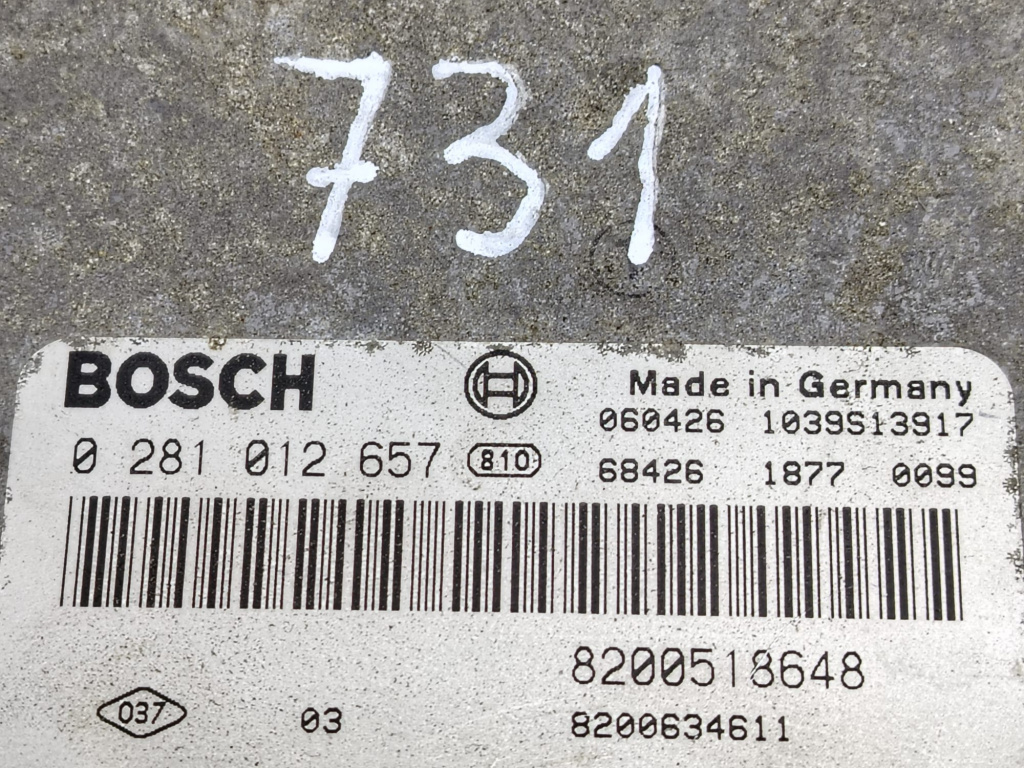 731
BOSCH
Made in Germany
060426 1039S13917
0 281 012 657 810
68426 1877 0099
8200518648
037 03 8200634611